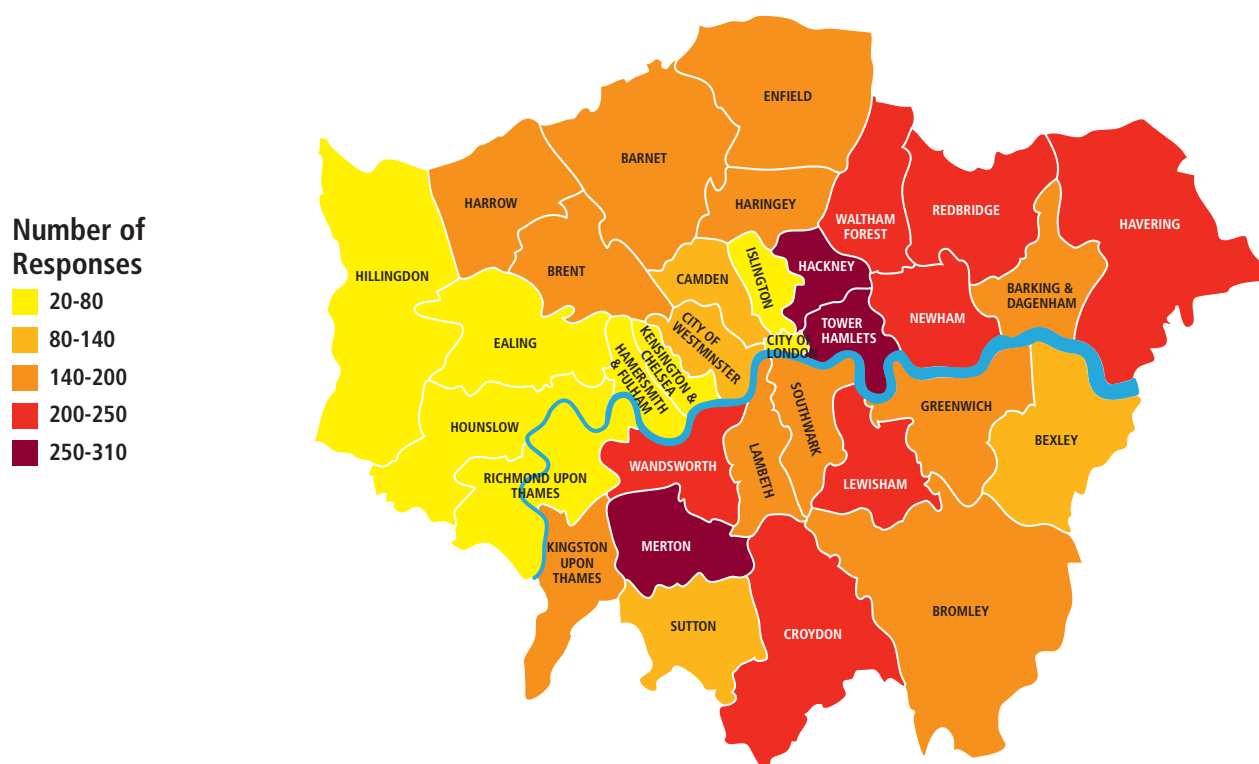 Number of
Responses
20-80
80-140
140-200
200-250
250-310
ENFIELD
BARNET
HARROW
HARINGEY
WALTHAM
FOREST
REDBRIDGE
HAVERING
BRENT
HILLINGDON
CAMDEN
ISLINGTON
HACKNEY
BARKING &
DAGENHAM
NEWHAM
TOWER
HAMLETS
EALING
CITY OF
WESTMINSTER
CITY OF
LONDON
KENSINGTON &
CHELSEA
HAMERSMITH
& FULHAM
HOUNSLOW
SOUTHWARK
GREENWICH
BEXLEY
LAMBETH
WANDSWORTH
LEWISHAM
RICHMOND UPON
THAMES
KINGSTON
UPON
THAMES
MERTON
SUTTON
CROYDON
BROMLEY